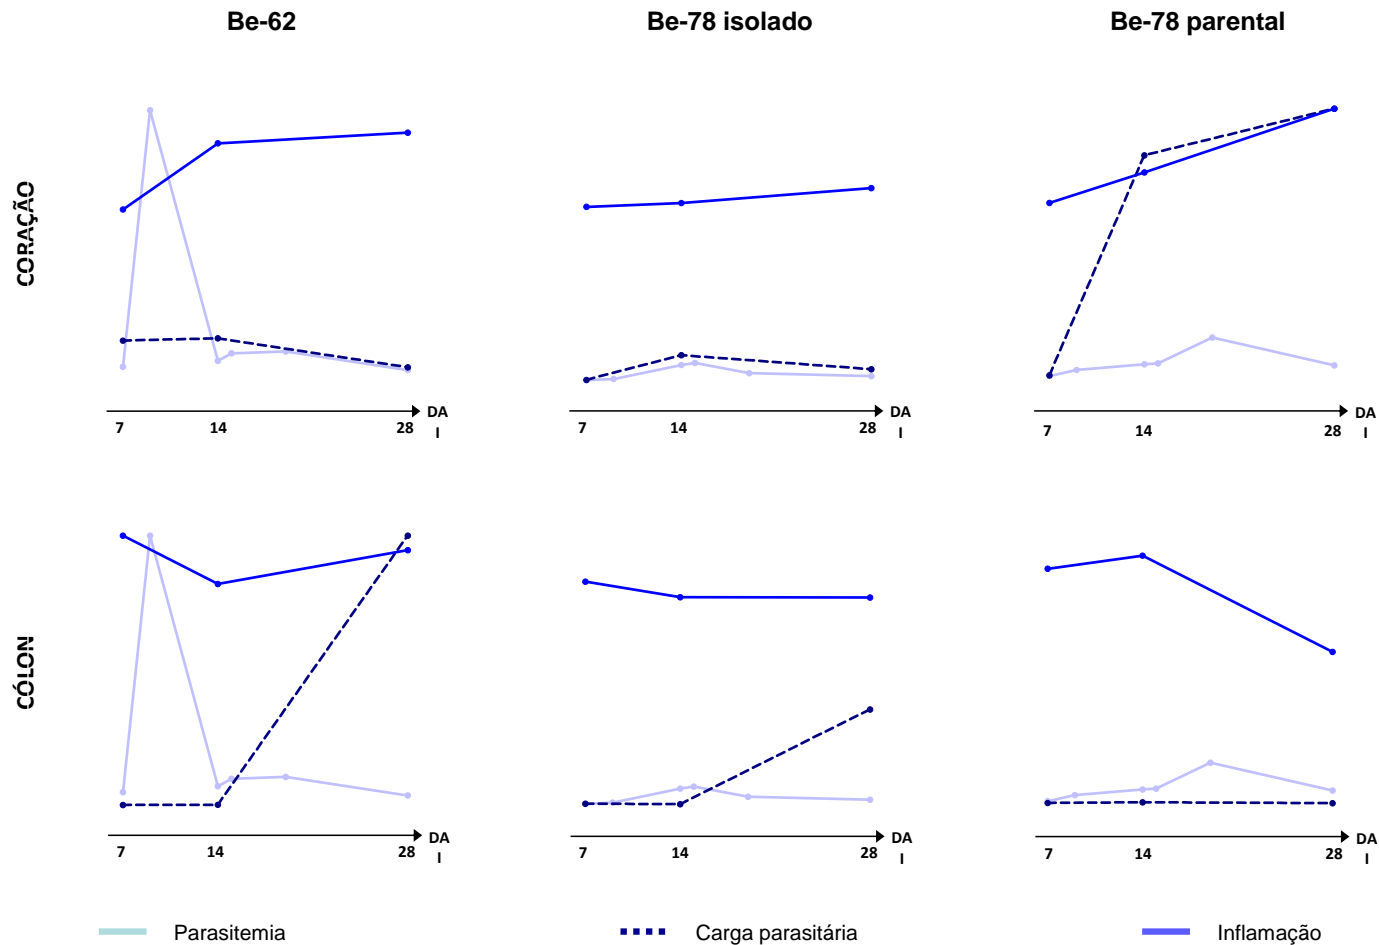 Be-62
Be-78 isolado
Be-78 parental
CORAÇÃO
7
14
28
DA
I
7
14
28
DA
I
7
14
28
DA
I
CÓLON
7
14
28
DA
I
7
14
28
DA
I
7
14
28
DA
I
Parasitemia
Carga parasitária
Inflamação